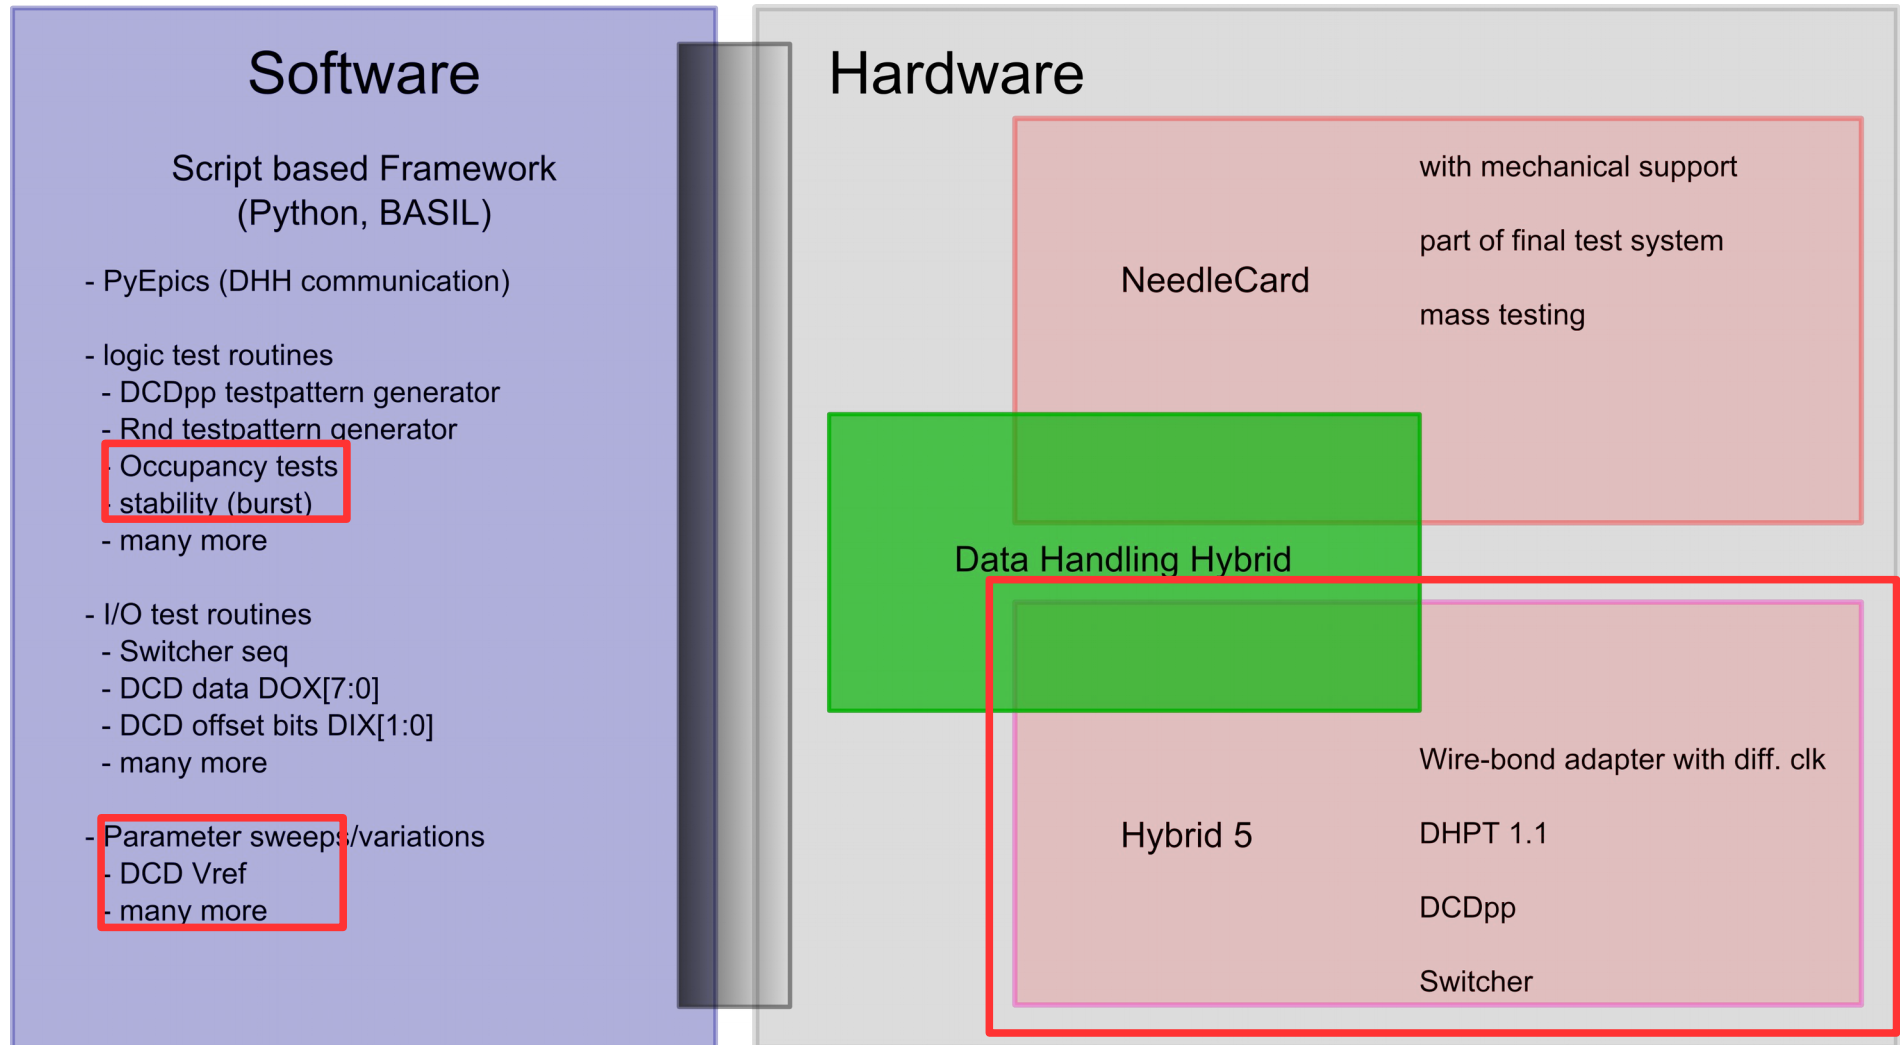 Software
Script based Framework
(Python, BASIL)
- PyEpics (DHH communication)
- logic test routines
- DCDpp testpattern generator
- Rnd testpattern generator
- Occupancy tests
- stability (burst)
- many more
- I/O test routines
- Switcher seq
- DCD data DOX[7:0]
- DCD offset bits DIX[1:0]
- many more
- Parameter sweeps/variations
- DCD Vref
- many more
Hardware
NeedleCard
with mechanical support
part of final test system
mass testing
Data Handling Hybrid
Hybrid 5
Wire-bond adapter with diff. clk
DHPT 1.1
DCDpp
Switcher